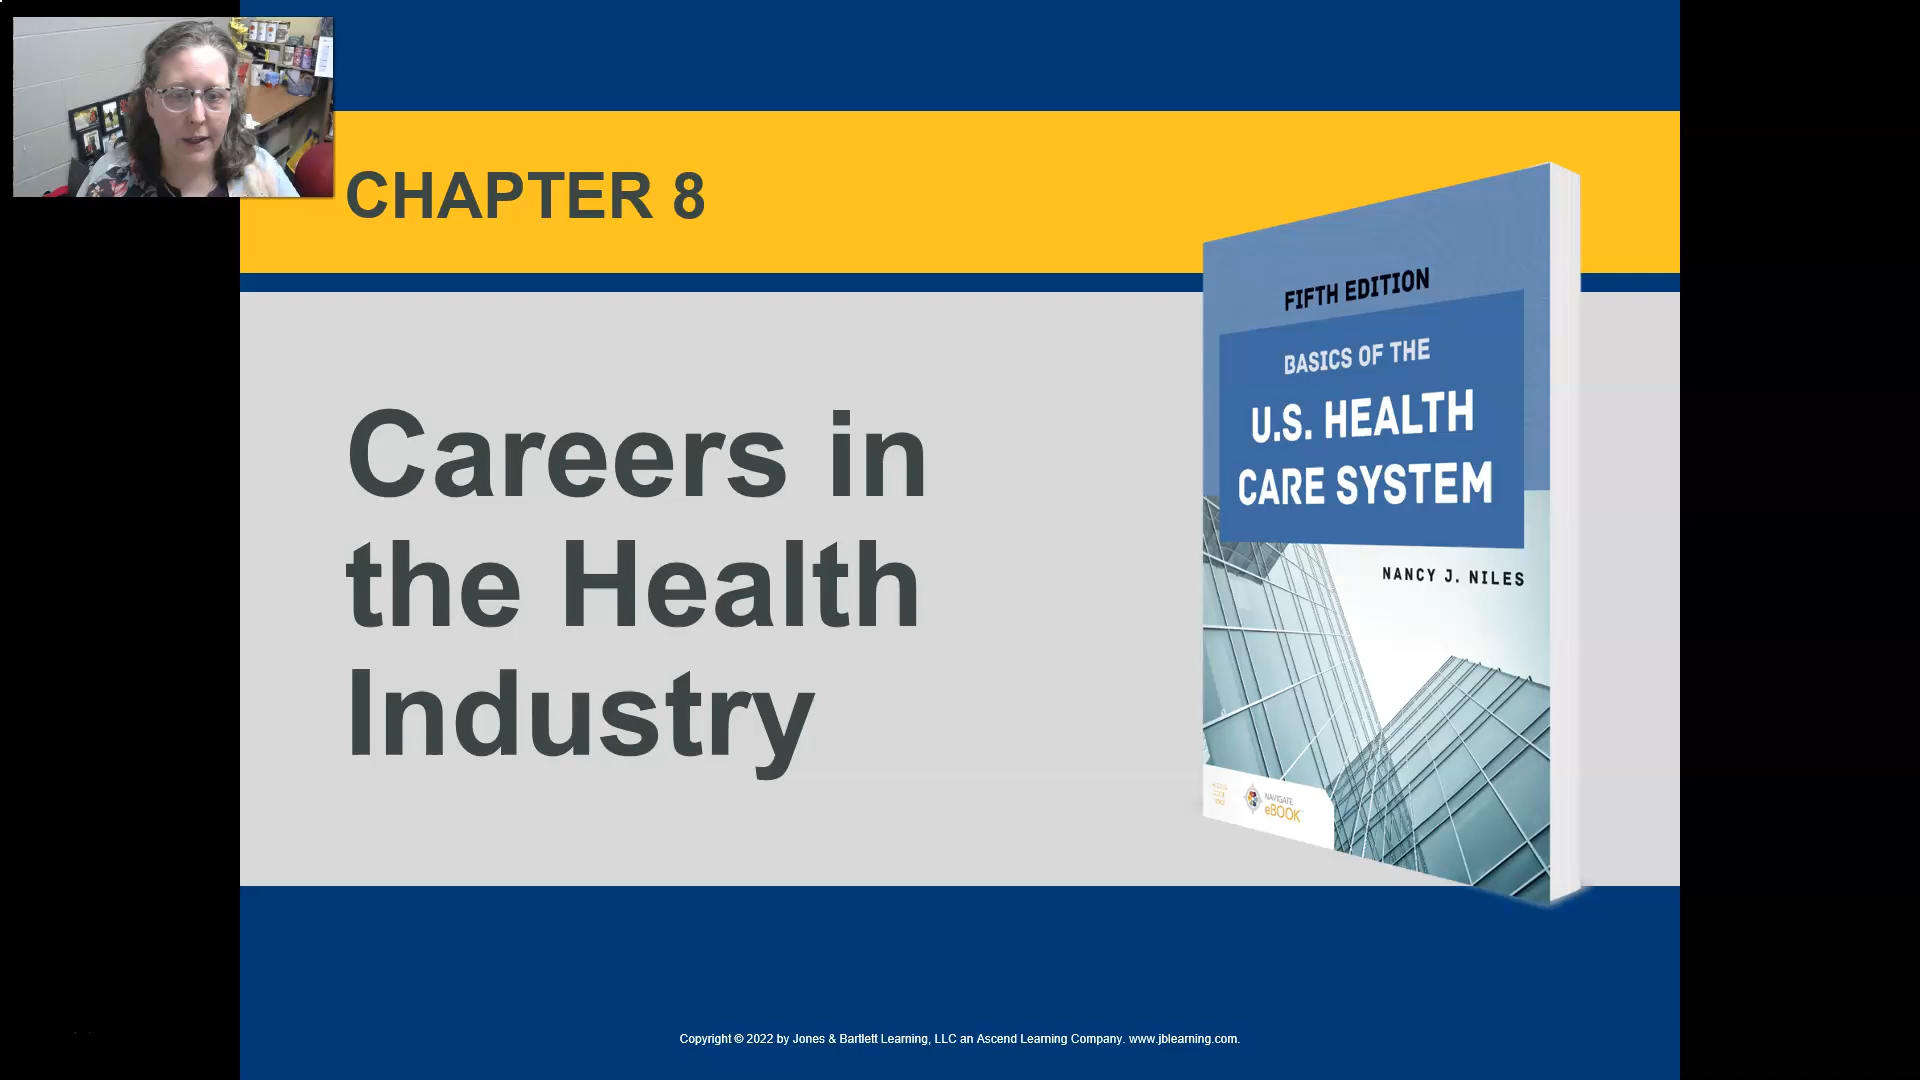 CHAPTER 8
Careers in
the Health
Industry
FIFTH EDITION
BASICS OF THE
U.S. HEALTH
CARE SYSTEM
NANCY J. NILES
NAVIGATE
eBOOK
Copyright © 2022 by Jones & Bartlett Learning, LLC an Ascend Learning Company. www.jblearning.com.